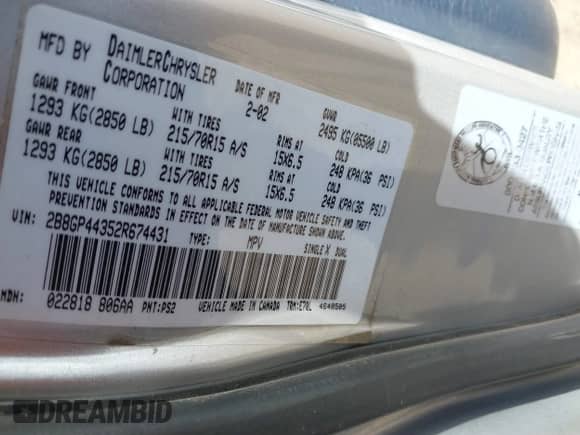 MFD BY DAIMLERCHRYSLER CORPORATION
DATE OF MFR 2-02 GVWR 2495 KG(05500 LB)
GAWR FRONT WITH TIRES RIMS AT COLD
1293 KG(2850 LB) 215/70R15 A/S 15X6.5 248 KPA(36 PSI)
GAWR REAR WITH TIRES RIMS AT COLD
1293 KG(2850 LB) 215/70R15 A/S 15X6.5 248 KPA(36 PSI)
THIS VEHICLE CONFORMS TO ALL APPLICABLE FEDERAL MOTOR VEHICLE SAFETY AND THEFT
PREVENTION STANDARDS IN EFFECT ON THE DATE OF MANUFACTURE SHOWN ABOVE.
VIN: 2B8GP44352R674431 TYPE: MPV SINGLE X DUAL
MDH: 022818 806AA PNT:PS2 VEHICLE MADE IN CANADA TRM:E7DL 4648505
DREAMBID